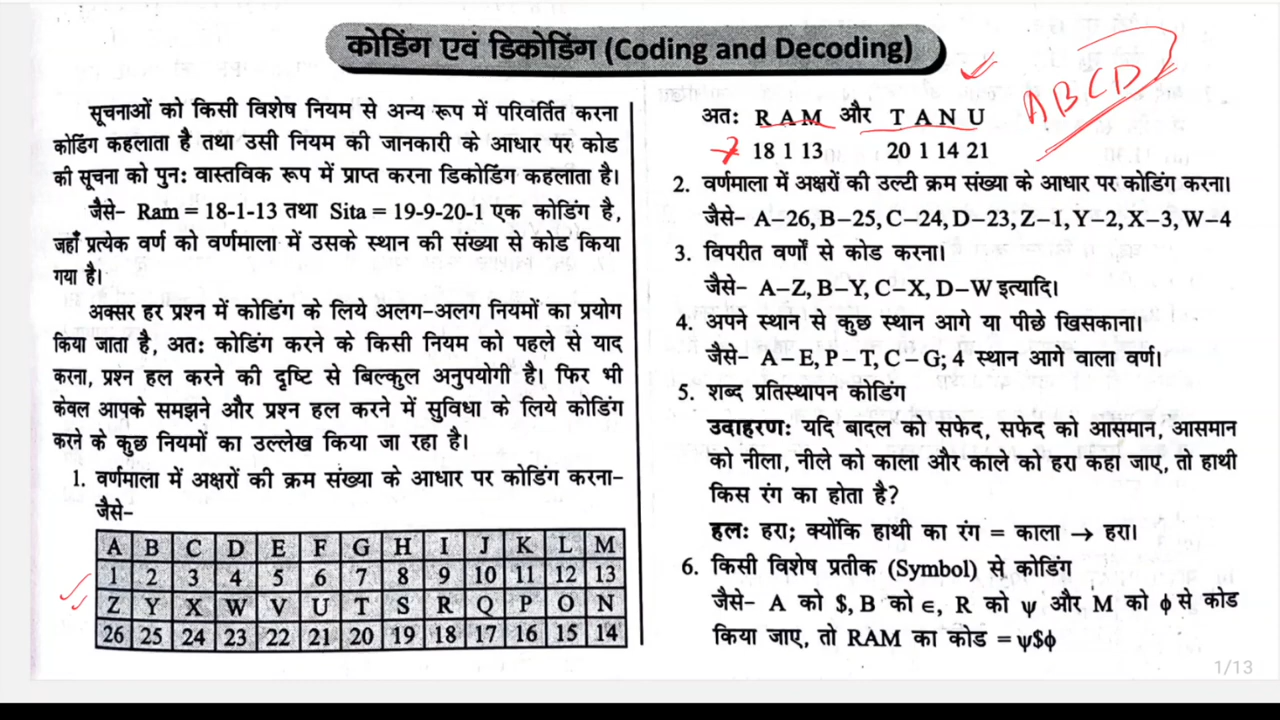 कोडिंग एवं डिकोडिंग (Coding and Decoding)
सूचनाओं को किसी विशेष नियम से अन्य रूप में परिवर्तित करना
कोडिंग कहलाता है तथा उसी नियम की जानकारी के आधार पर कोड
की सूचना को पुन: वास्तविक रूप में प्राप्त करना डिकोडिंग कहलाता है।
जैसे- Ram = 18-1-13 तथा Sita = 19-9-20-1 एक कोडिंग है,
जहाँ प्रत्येक वर्ण को वर्णमाला में उसके स्थान की संख्या से कोड किया
गया है।
अक्सर हर प्रश्न में कोडिंग के लिये अलग-अलग नियमों का प्रयोग
किया जाता है, अत: कोडिंग करने के किसी नियम को पहले से याद
करना, प्रश्न हल करने की दृष्टि से बिल्कुल अनुपयोगी है। फिर भी
केवल आपके समझने और प्रश्न हल करने में सुविधा के लिये कोडिंग
करने के कुछ नियमों का उल्लेख किया जा रहा है।
1. वर्णमाला में अक्षरों की क्रम संख्या के आधार पर कोडिंग करना-
जैसे-
A B C D E F G H I J K L M
1 2 3 4 5 6 7 8 9 10 11 12 13
Z Y X W V U T S R Q P O N
26 25 24 23 22 21 20 19 18 17 16 15 14
अत: R A M और T A N U
18 1 13 20 1 14 21
ABCD
2. वर्णमाला में अक्षरों की उल्टी क्रम संख्या के आधार पर कोडिंग करना।
जैसे- A-26, B-25, C-24, D-23, Z-1, Y-2, X-3, W-4
3. विपरीत वर्णों से कोड करना।
जैसे- A-Z, B-Y, C-X, D-W इत्यादि।
4. अपने स्थान से कुछ स्थान आगे या पीछे खिसकाना।
जैसे- A-E, P-T, C-G; 4 स्थान आगे वाला वर्ण।
5. शब्द प्रतिस्थापन कोडिंग
उदाहरण: यदि बादल को सफेद, सफेद को आसमान, आसमान
को नीला, नीले को काला और काले को हरा कहा जाए, तो हाथी
किस रंग का होता है?
हल: हरा; क्योंकि हाथी का रंग = काला → हरा।
6. किसी विशेष प्रतीक (Symbol) से कोडिंग
जैसे- A को $, B को ∈, R को ψ और M को ϕ से कोड
किया जाए, तो RAM का कोड = ψ$ϕ
1/13